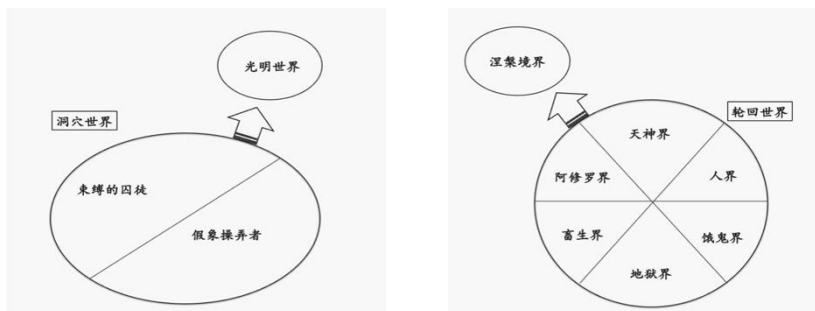 光明世界
洞穴世界
束缚的囚徒
假象操弄者
涅槃境界
轮回世界
天神界
阿修罗界
人界
畜生界
饿鬼界
地狱界